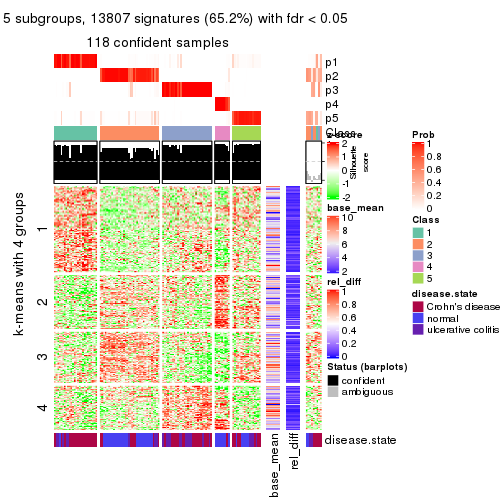 5 subgroups, 13807 signatures (65.2%) with fdr < 0.05
118 confident samples
p1
p2
p3
p4
p5
Class
z-score
2
1
0
-1
-2
Silhouette
score
Prob
1
0.8
0.6
0.4
0.2
0
k-means with 4 groups
1
2
3
4
base_mean
10
8
6
4
2
Class
1
2
3
4
5
rel_diff
1
0.8
0.6
0.4
0.2
0
disease.state
Crohn's disease
normal
ulcerative colitis
Status (barplots)
confident
ambiguous
disease.state
base_mean
rel_diff